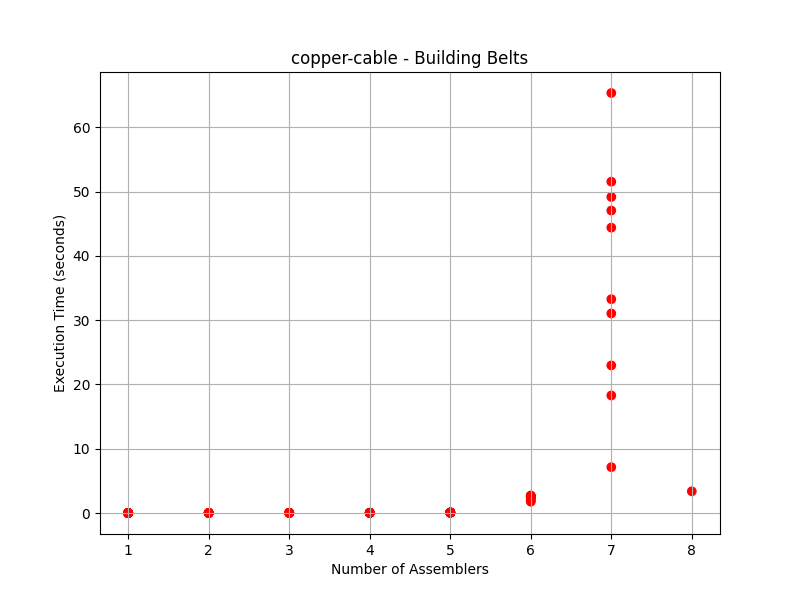 copper-cable - Building Belts
Execution Time (seconds)
60
50
40
30
20
10
0
1 2 3 4 5 6 7 8
Number of Assemblers